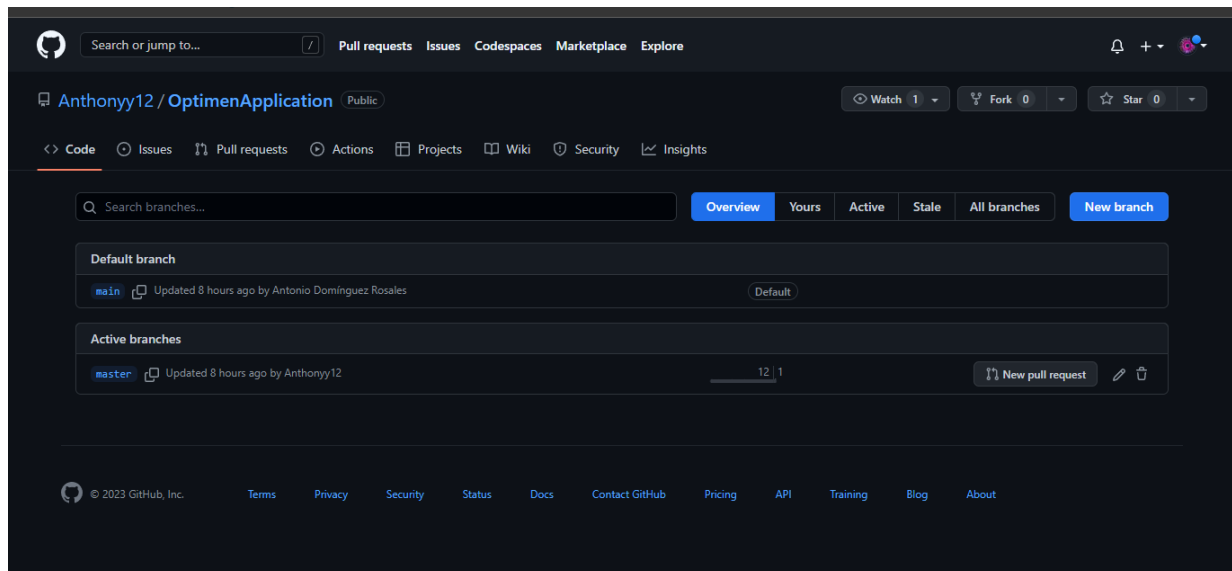 Search or jump to... / Pull requests Issues Codespaces Marketplace Explore
Anthonyy12 / OptimenApplication Public Watch 1 Fork 0 Star 0
Code Issues Pull requests Actions Projects Wiki Security Insights
Search branches... Overview Yours Active Stale All branches New branch
Default branch
main Updated 8 hours ago by Antonio Domínguez Rosales Default
Active branches
master Updated 8 hours ago by Anthonyy12 12 1 New pull request
© 2023 GitHub, Inc. Terms Privacy Security Status Docs Contact GitHub Pricing API Training Blog About